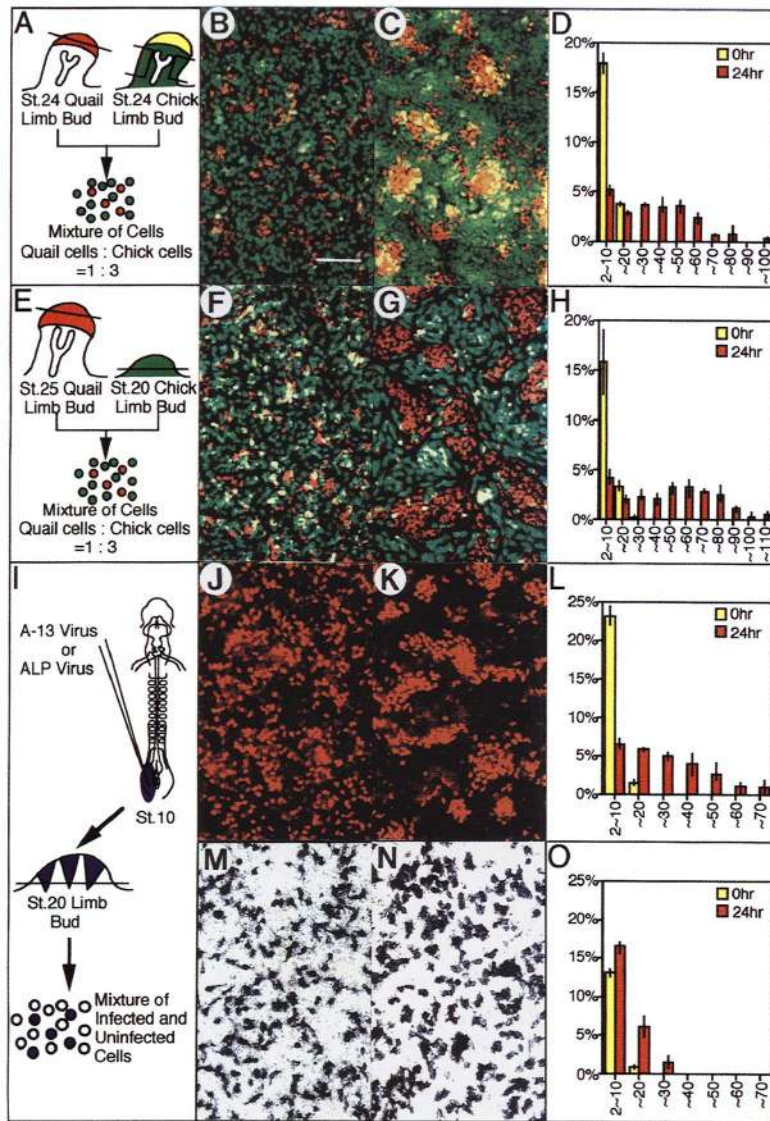 A
St.24 Quail
Limb Bud
St.24 Chick
Limb Bud
Mixture of Cells
Quail cells : Chick cells
=1 : 3
B
C
D
20%
15%
10%
5%
0%
0hr
24hr
2~10
~20
~30
~40
~50
~60
~70
~80
~90
~100
E
St.25 Quail
Limb Bud
St.20 Chick
Limb Bud
Mixture of Cells
Quail cells : Chick cells
=1 : 3
F
G
H
20%
15%
10%
5%
0%
0hr
24hr
2~10
~20
~30
~40
~50
~60
~70
~80
~90
~100
~110
I
A-13 Virus
or
ALP Virus
St.10
St.20 Limb
Bud
Mixture of
Infected and
Uninfected
Cells
J
K
L
25%
20%
15%
10%
5%
0%
0hr
24hr
2~10
~20
~30
~40
~50
~60
~70
M
N
O
25%
20%
15%
10%
5%
0%
0hr
24hr
2~10
~20
~30
~40
~50
~60
~70